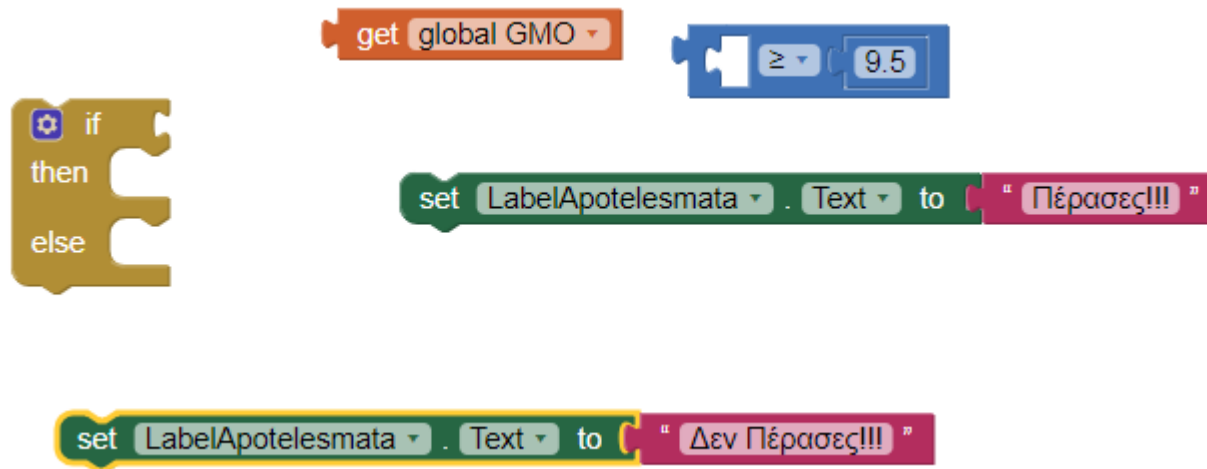 get global GMO
≥ 9.5
if
then
set LabelApotelesmata . Text to “ Πέρασες!!! ”
else
set LabelApotelesmata . Text to “ Δεν Πέρασες!!! ”